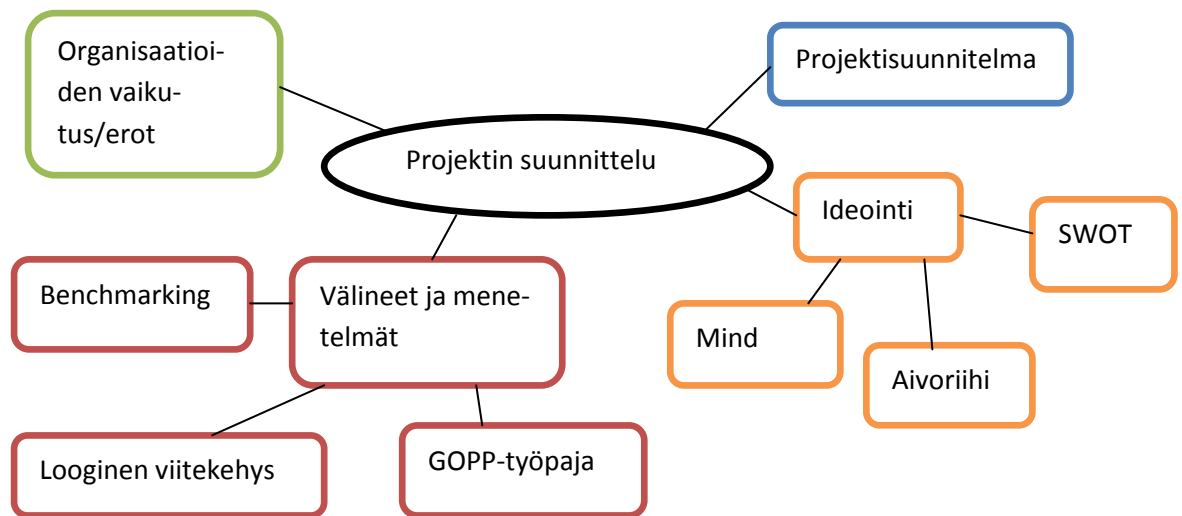 Organisaatioi-
den vaiku-
tus/erot
Projektisuunnitelma
Projektin suunnittelu
Ideointi
SWOT
Benchmarking
Välineet ja mene-
telmät
Mind
Aivoriihi
Looginen viitekehys
GOPP-työpaja